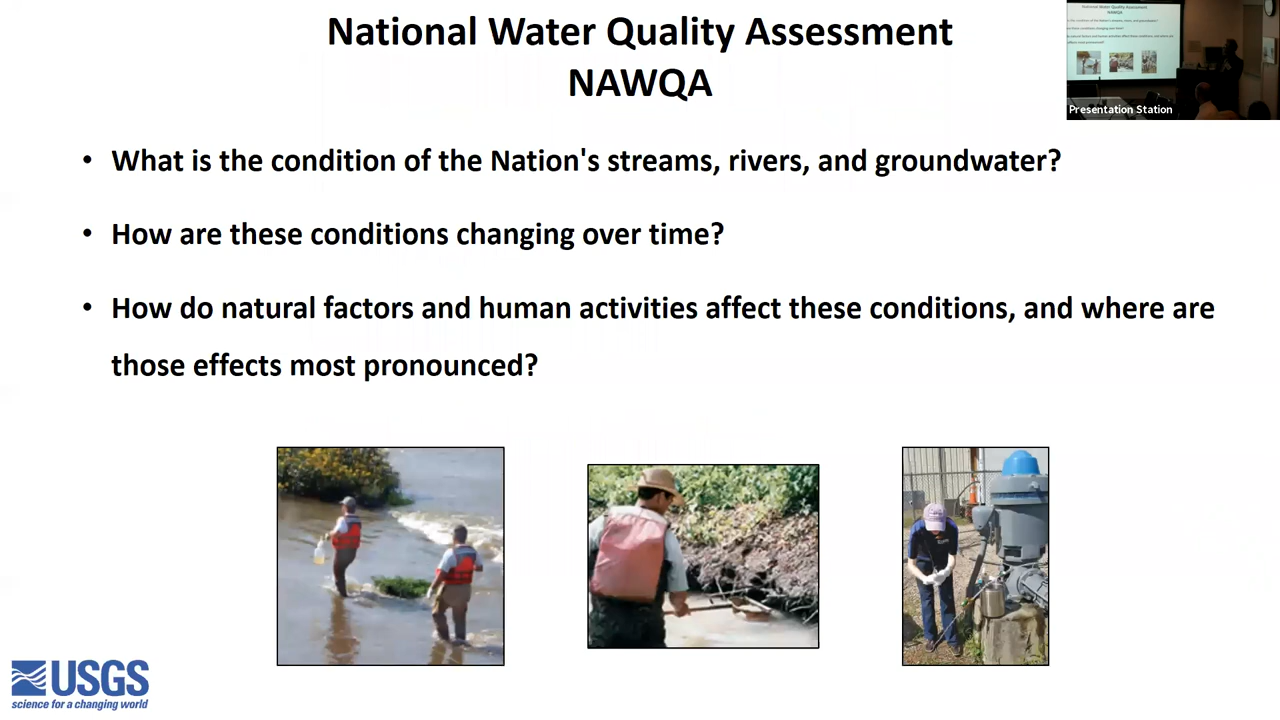 National Water Quality Assessment
NAWQA
Presentation Station
• What is the condition of the Nation's streams, rivers, and groundwater?
• How are these conditions changing over time?
• How do natural factors and human activities affect these conditions, and where are
those effects most pronounced?
USGS
science for a changing world